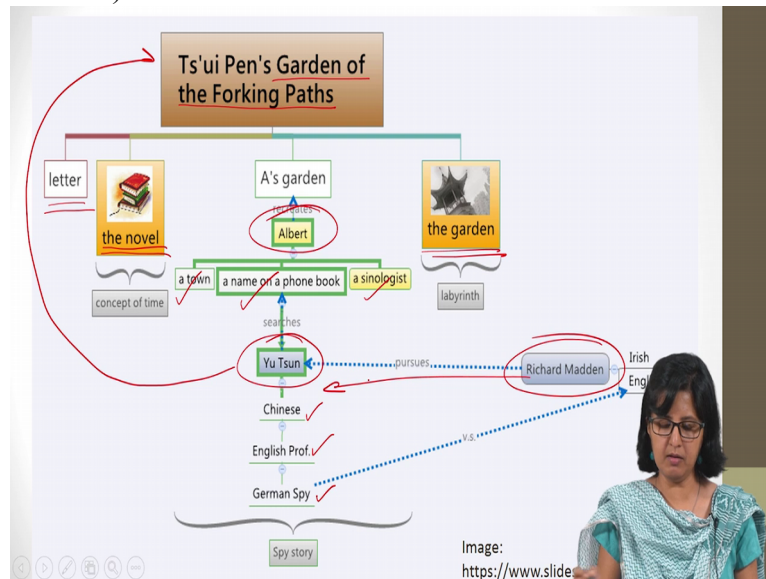 Ts'ui Pen's Garden of
the Forking Paths
letter
the novel
A's garden
the garden
recreates
Albert
concept of time
a town
a name on a phone book
a sinologist
labyrinth
searches
Yu Tsun
pursues
Richard Madden
Irish
Engl
Chinese
English Prof.
v.s.
German Spy
Spy story
Image:
https://www.slide